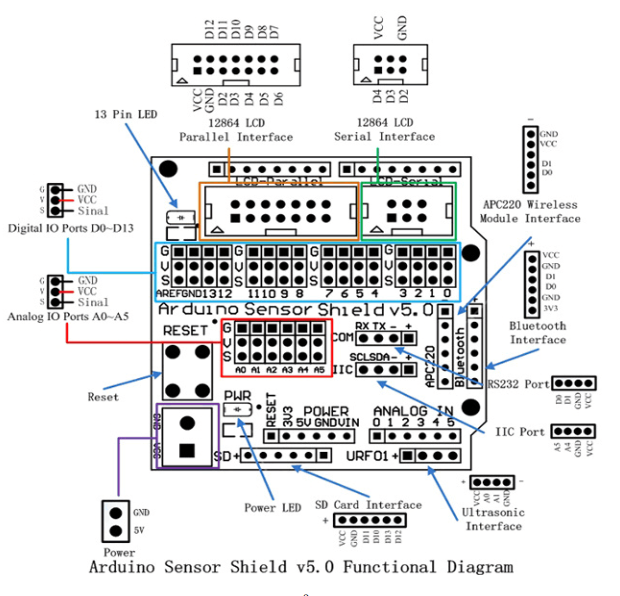 D12
D11
D10
D9
D8
D7
VCC
GND
VCC
GND
D2
D3
D4
D5
D6
D4
D3
D2
13 Pin LED
12864 LCD
Parallel Interface
12864 LCD
Serial Interface
-
GND
VCC
D1
D0
LCD-Parallel
LCD-Serial
G GND
V VCC
S Sinal
Digital IO Ports D0~D13
APC220 Wireless
Module Interface
G G G G
V V V V
S S S S
AREFGND1312 11 10 9 8 7 6 5 4 3 2 1 0
+
VCC
GND
D1
D0
GND
3V3
G GND
V VCC
S Sinal
Analog IO Ports A0~A5
Arduino Sensor Shield v5.0
- +
RESET
G
V
S
A0 A1 A2 A3 A4 A5
COM
RX TX - +
IIC
SCLSDA - +
APC220
Bluetooth
Bluetooth
Interface
RS232 Port
D0
D1
GND
VCC
Reset
PWR
RESET
3V3
POWER
5V GNDVIN
ANALOG IN
0 1 2 3 4 5
IIC Port
A5
A4
GND
VCC
GND
VCC
SD+
URF01+
Power LED
SD Card Interface
+
VCC
GND
D11
D10
D13
D12
+ -
VCC
A0
A1
GND
Ultrasonic
Interface
GND
5V
Power
Arduino Sensor Shield v5.0 Functional Diagram